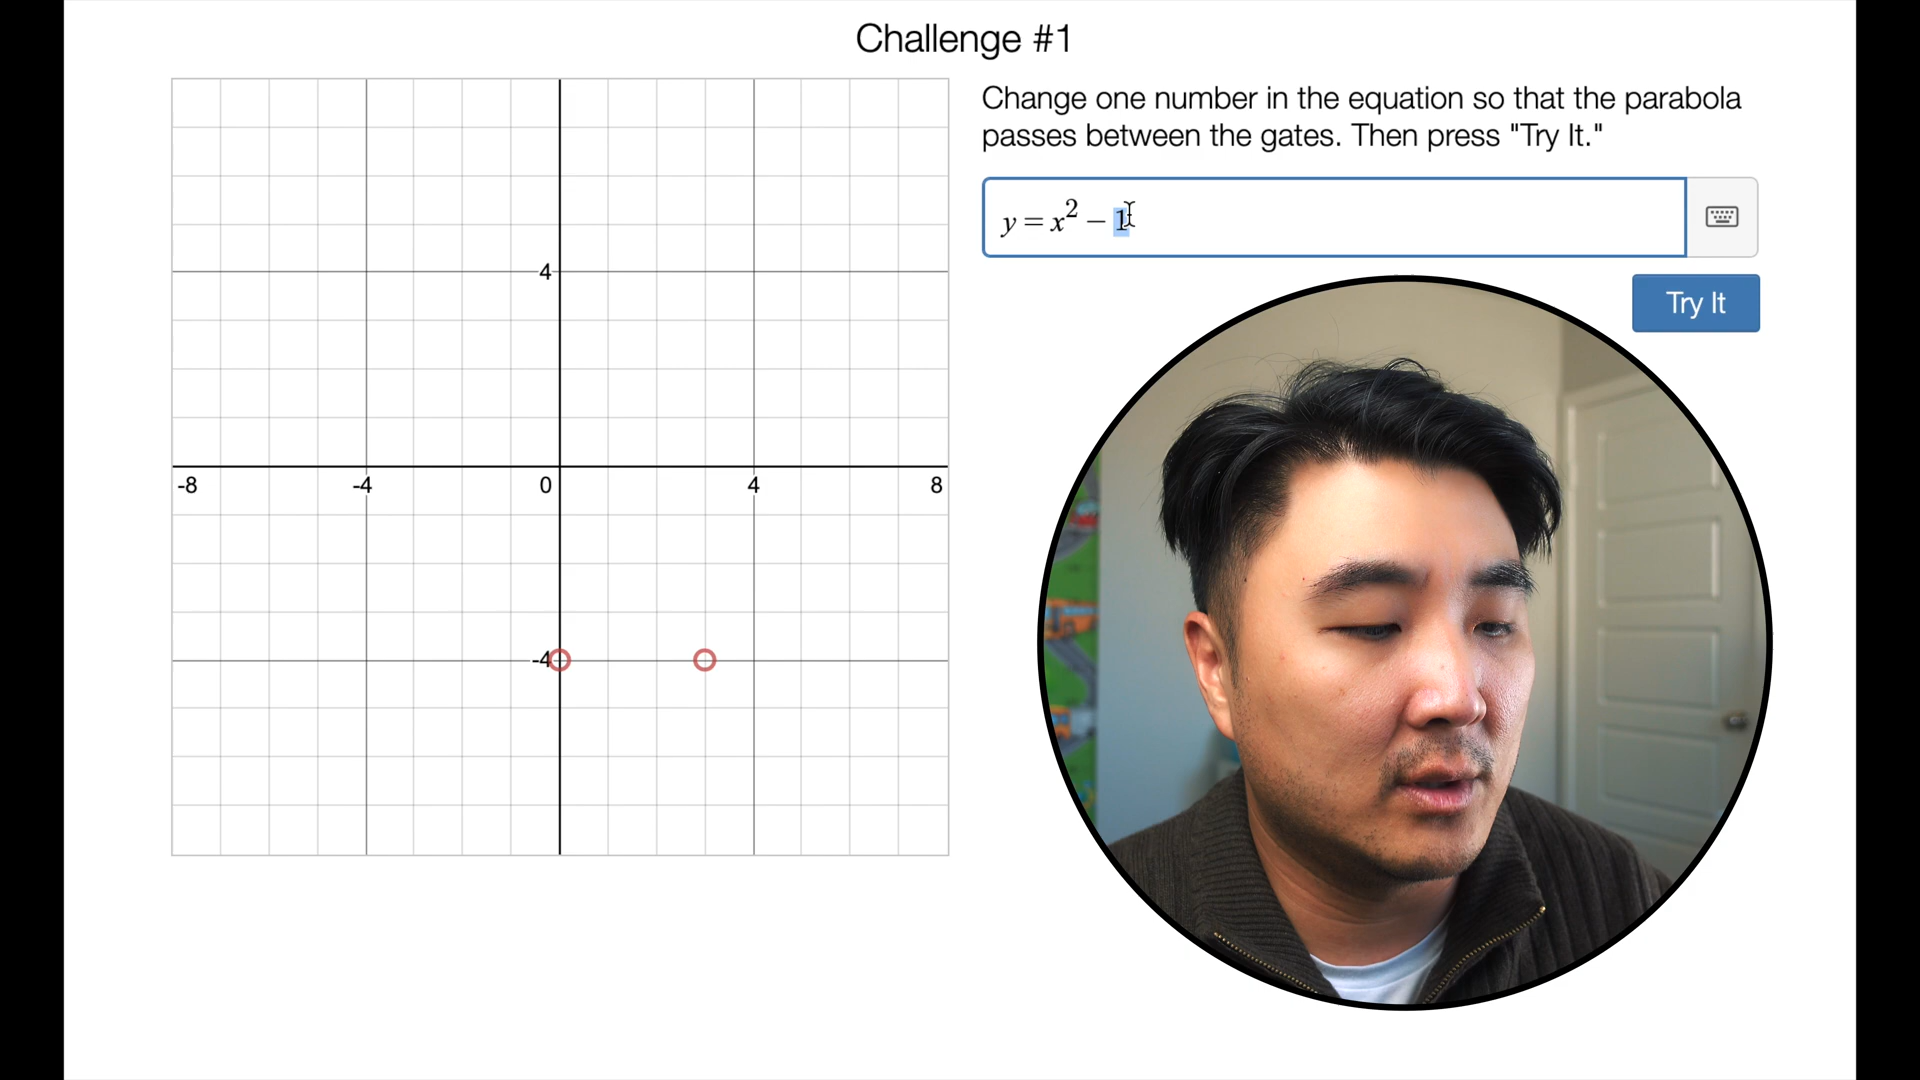 Challenge #1
Change one number in the equation so that the parabola
passes between the gates. Then press "Try It."
y = x² − 1
Try It
4
-8 -4 0 4 8
-4